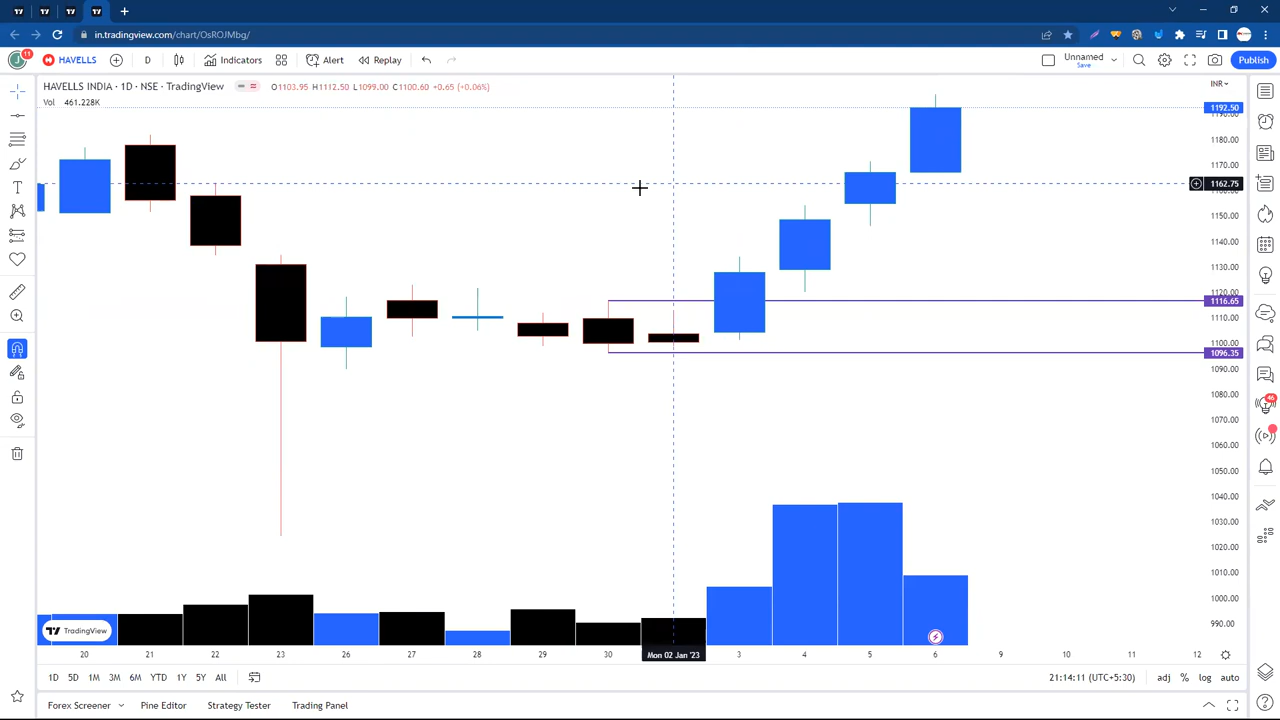 in.tradingview.com/chart/OsROJMbg/
11
HAVELLS
D
Indicators
Alert
Replay
Unnamed
Save
Publish
HAVELLS INDIA · 1D · NSE · TradingView
O1103.95 H1112.50 L1099.00 C1100.60 +0.65 (+0.06%)
INR
Vol 461.228K
1192.50
1190.00
1180.00
1170.00
1162.75
1160.00
1150.00
1140.00
1130.00
1120.00
1116.65
1110.00
1100.00
1096.35
1090.00
1080.00
1070.00
1060.00
1050.00
1040.00
1030.00
1020.00
1010.00
1000.00
990.00
46
TradingView
20 21 22 23 26 27 28 29 30 Mon 02 Jan '23 3 4 5 6 9 10 11 12
1D 5D 1M 3M 6M YTD 1Y 5Y All
21:14:11 (UTC+5:30) adj % log auto
Forex Screener Pine Editor Strategy Tester Trading Panel